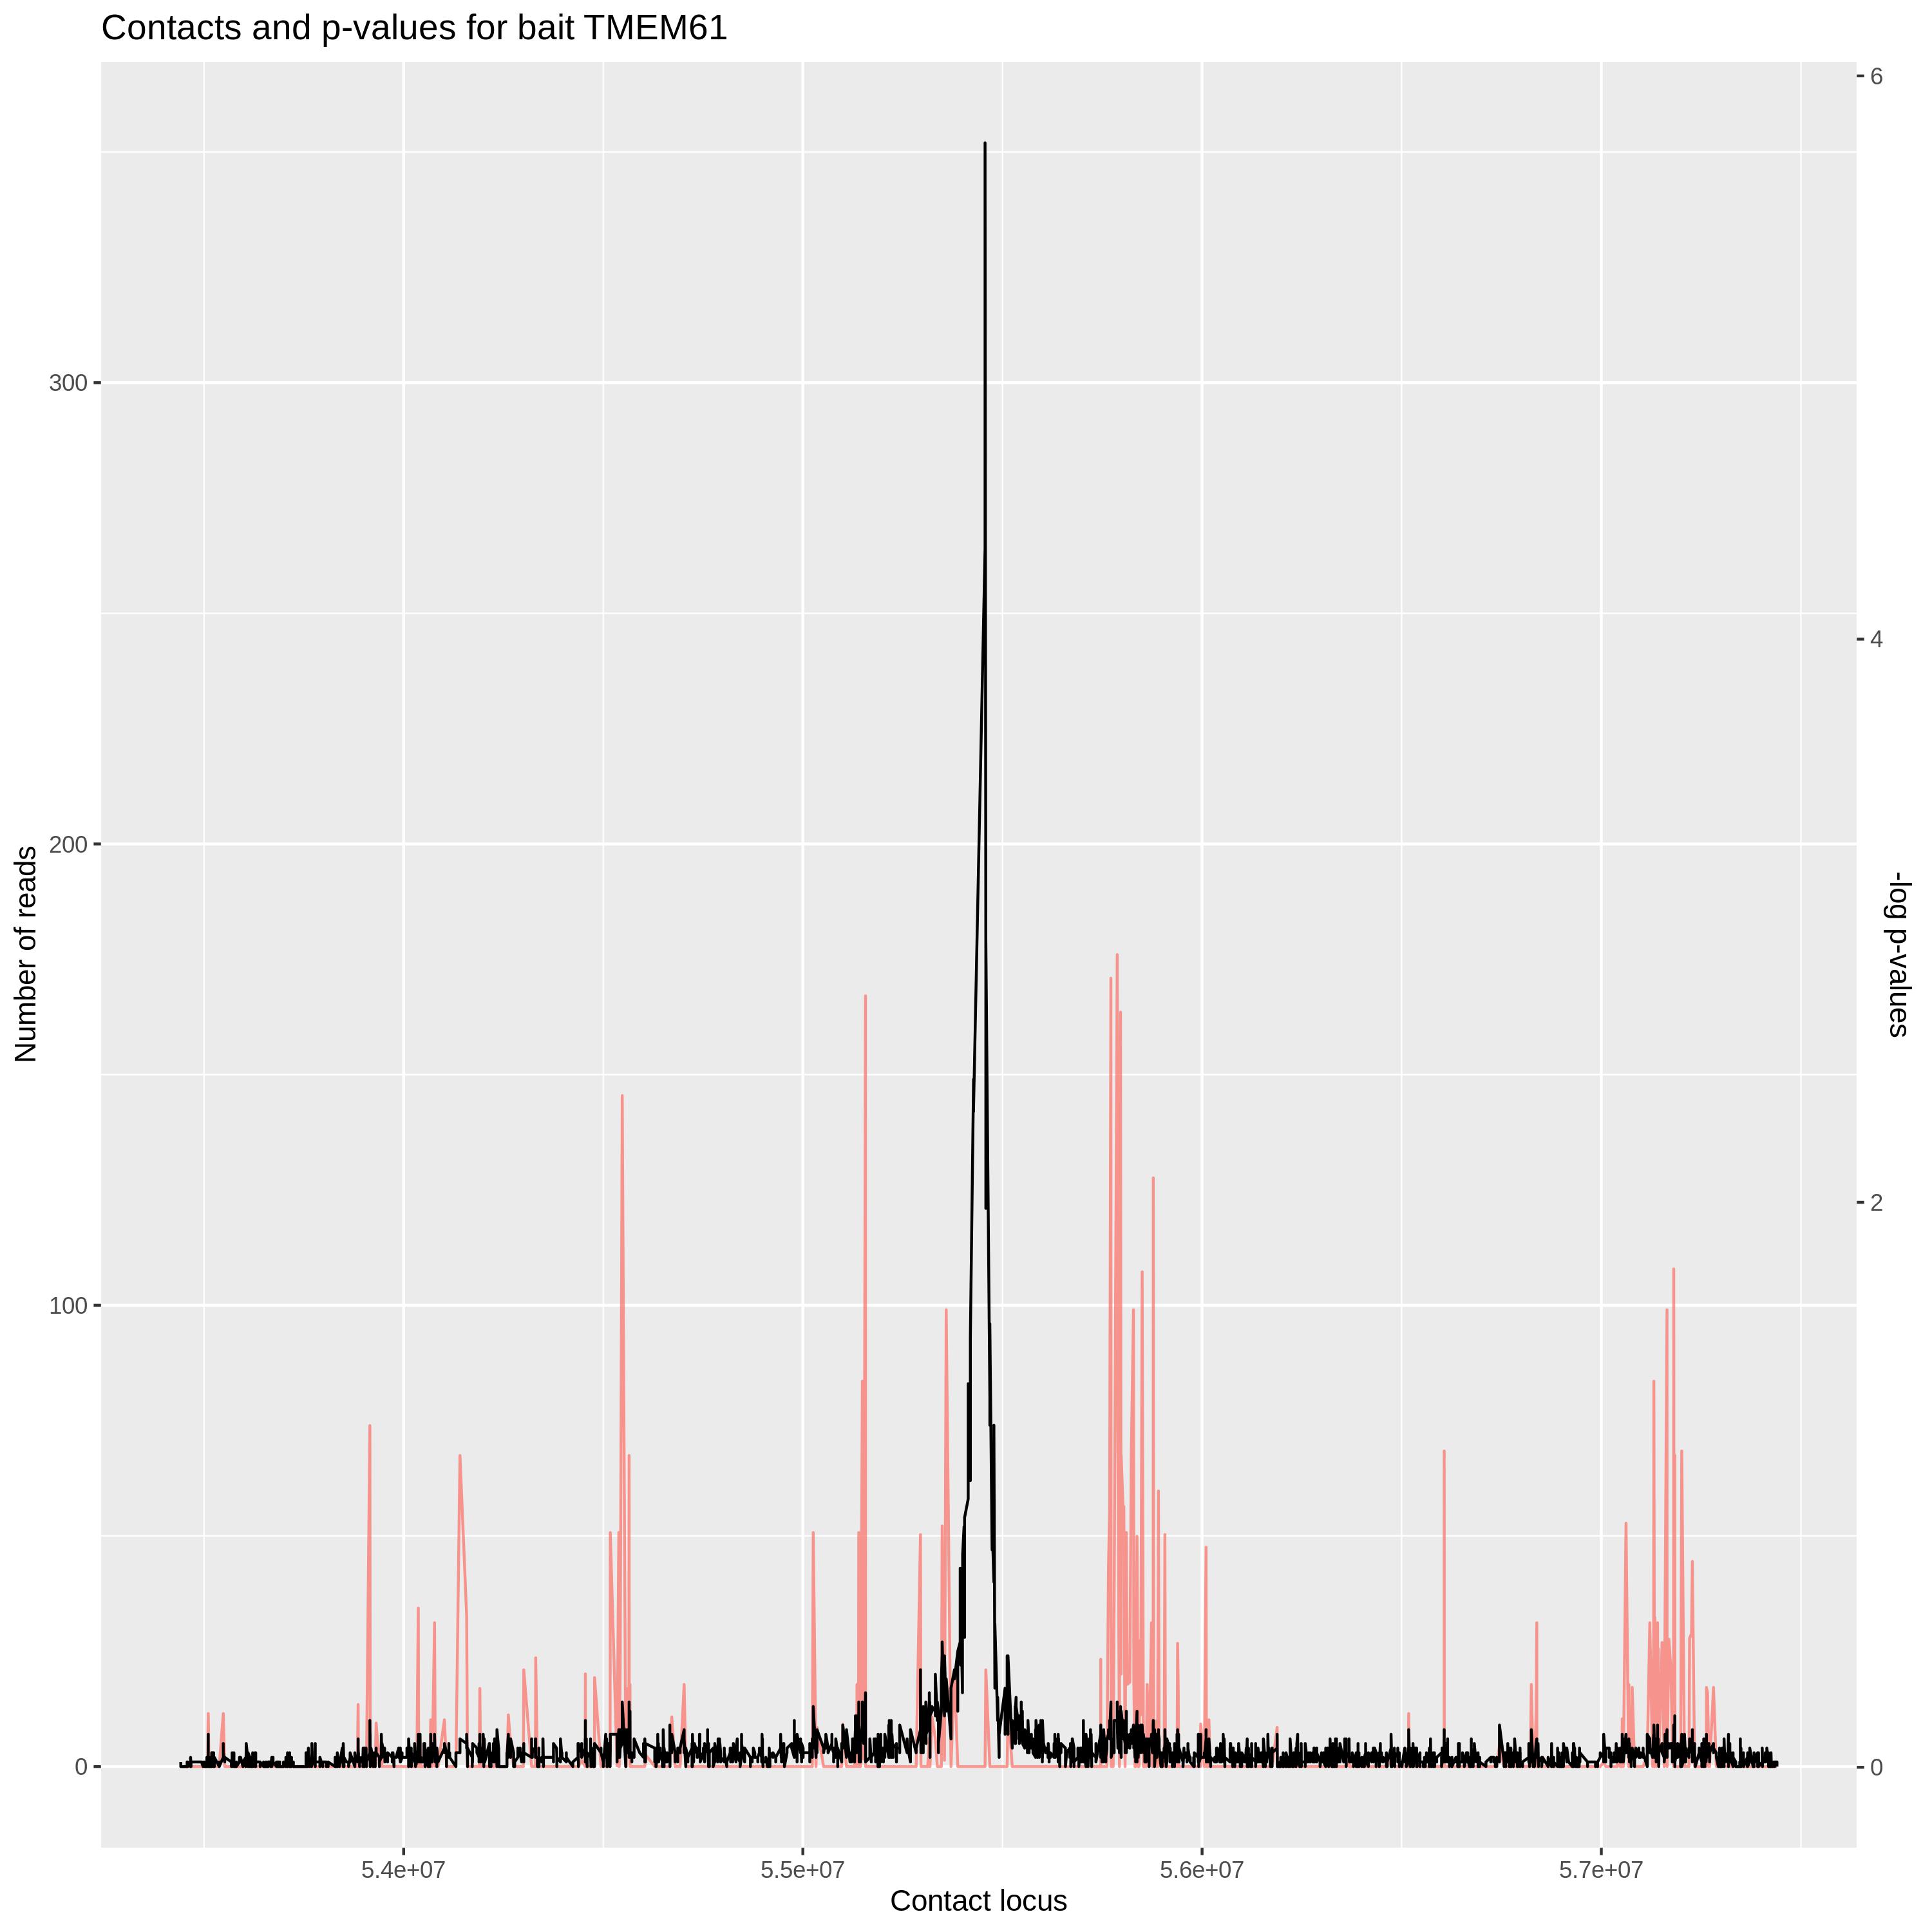 Contacts and p-values for bait TMEM61
6
300
4
200
Number of reads
-log p-values
2
100
0
0
5.4e+07
5.5e+07
5.6e+07
5.7e+07
Contact locus